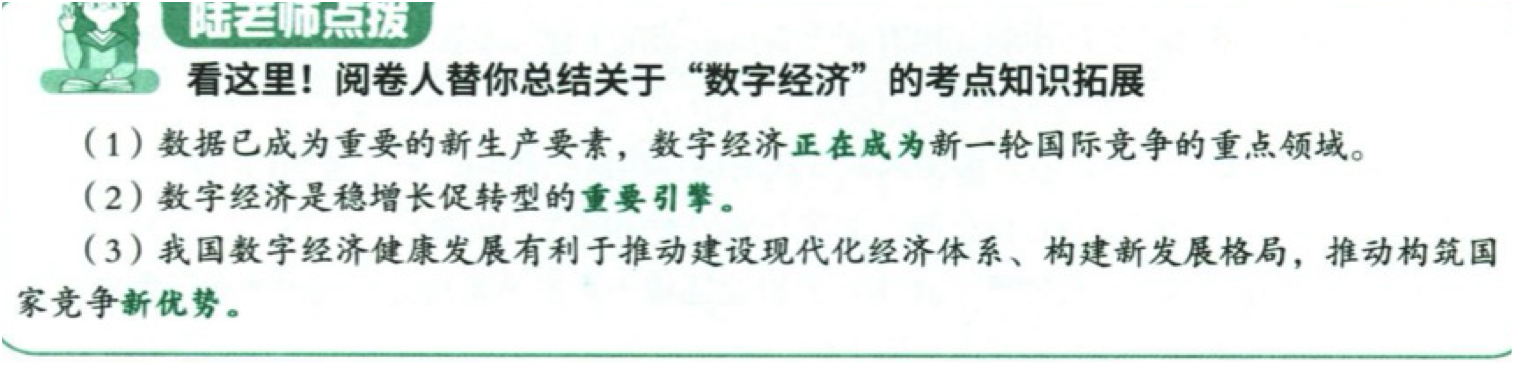 陆老师点拨
看这里！阅卷人替你总结关于“数字经济”的考点知识拓展
（1）数据已成为重要的新生产要素，数字经济正在成为新一轮国际竞争的重点领域。
（2）数字经济是稳增长促转型的重要引擎。
（3）我国数字经济健康发展有利于推动建设现代化经济体系、构建新发展格局，推动构筑国
家竞争新优势。